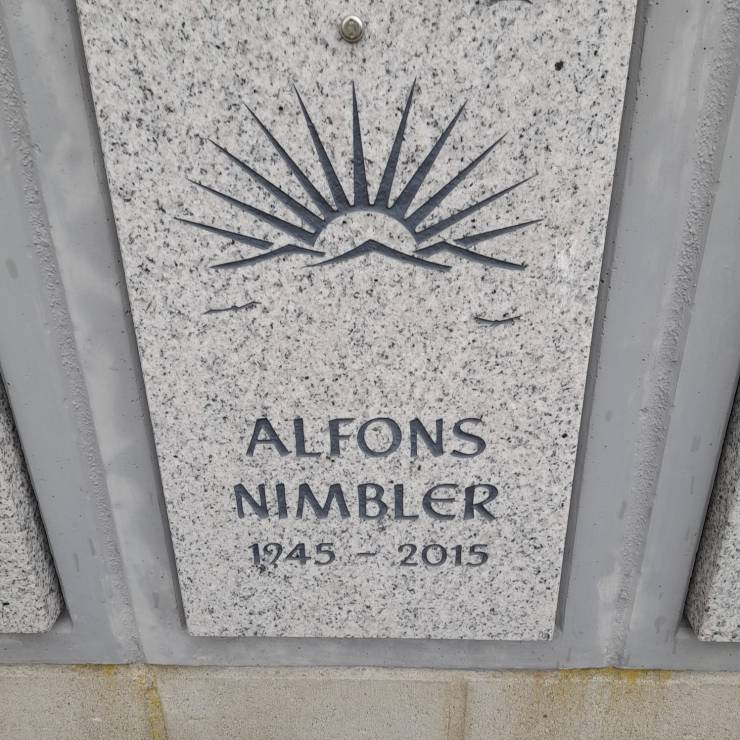 ALFONS
NIMBLER
1945 - 2015